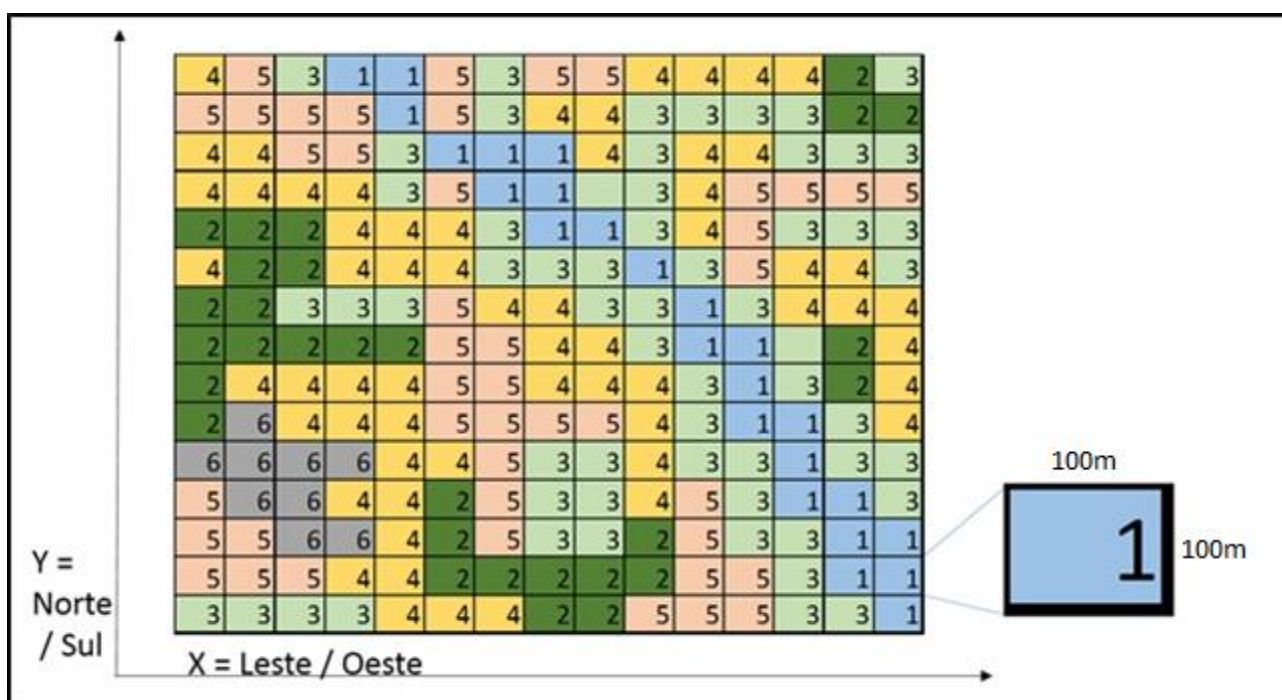 4 5 3 1 1 5 3 5 5 4 4 4 4 2 3
5 5 5 5 1 5 3 4 4 3 3 3 3 2 2
4 4 5 5 3 1 1 1 4 3 4 4 3 3 3
4 4 4 4 3 5 1 1 3 4 5 5 5 5
2 2 2 4 4 4 3 1 1 3 4 5 3 3 3
4 2 2 4 4 4 3 3 3 1 3 5 4 4 3
2 2 3 3 3 5 4 4 3 3 1 3 4 4 4
2 2 2 2 2 5 5 4 4 3 1 1 2 4
2 4 4 4 4 5 5 4 4 4 3 1 3 2 4
2 6 4 4 4 5 5 5 5 4 3 1 1 3 4
6 6 6 6 4 4 5 3 3 4 3 3 1 3 3
5 6 6 4 4 2 5 3 3 4 5 3 1 1 3
5 5 6 6 4 2 5 3 3 2 5 3 3 1 1
5 5 5 4 4 2 2 2 2 2 5 5 3 1 1
3 3 3 3 4 4 4 2 2 5 5 5 3 3 1
100m
1
100m
Y =
Norte
/ Sul
X = Leste / Oeste